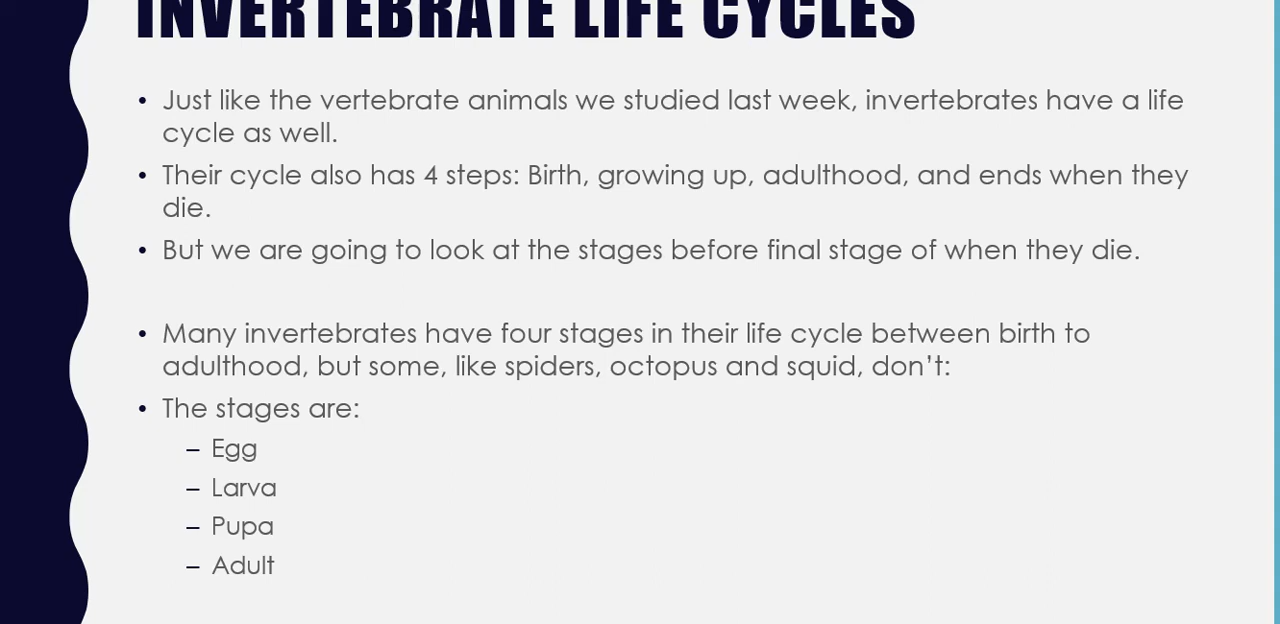 INVERTEBRATE LIFE CYCLES
• Just like the vertebrate animals we studied last week, invertebrates have a life
cycle as well.
• Their cycle also has 4 steps: Birth, growing up, adulthood, and ends when they
die.
• But we are going to look at the stages before final stage of when they die.
• Many invertebrates have four stages in their life cycle between birth to
adulthood, but some, like spiders, octopus and squid, don’t:
• The stages are:
– Egg
– Larva
– Pupa
– Adult